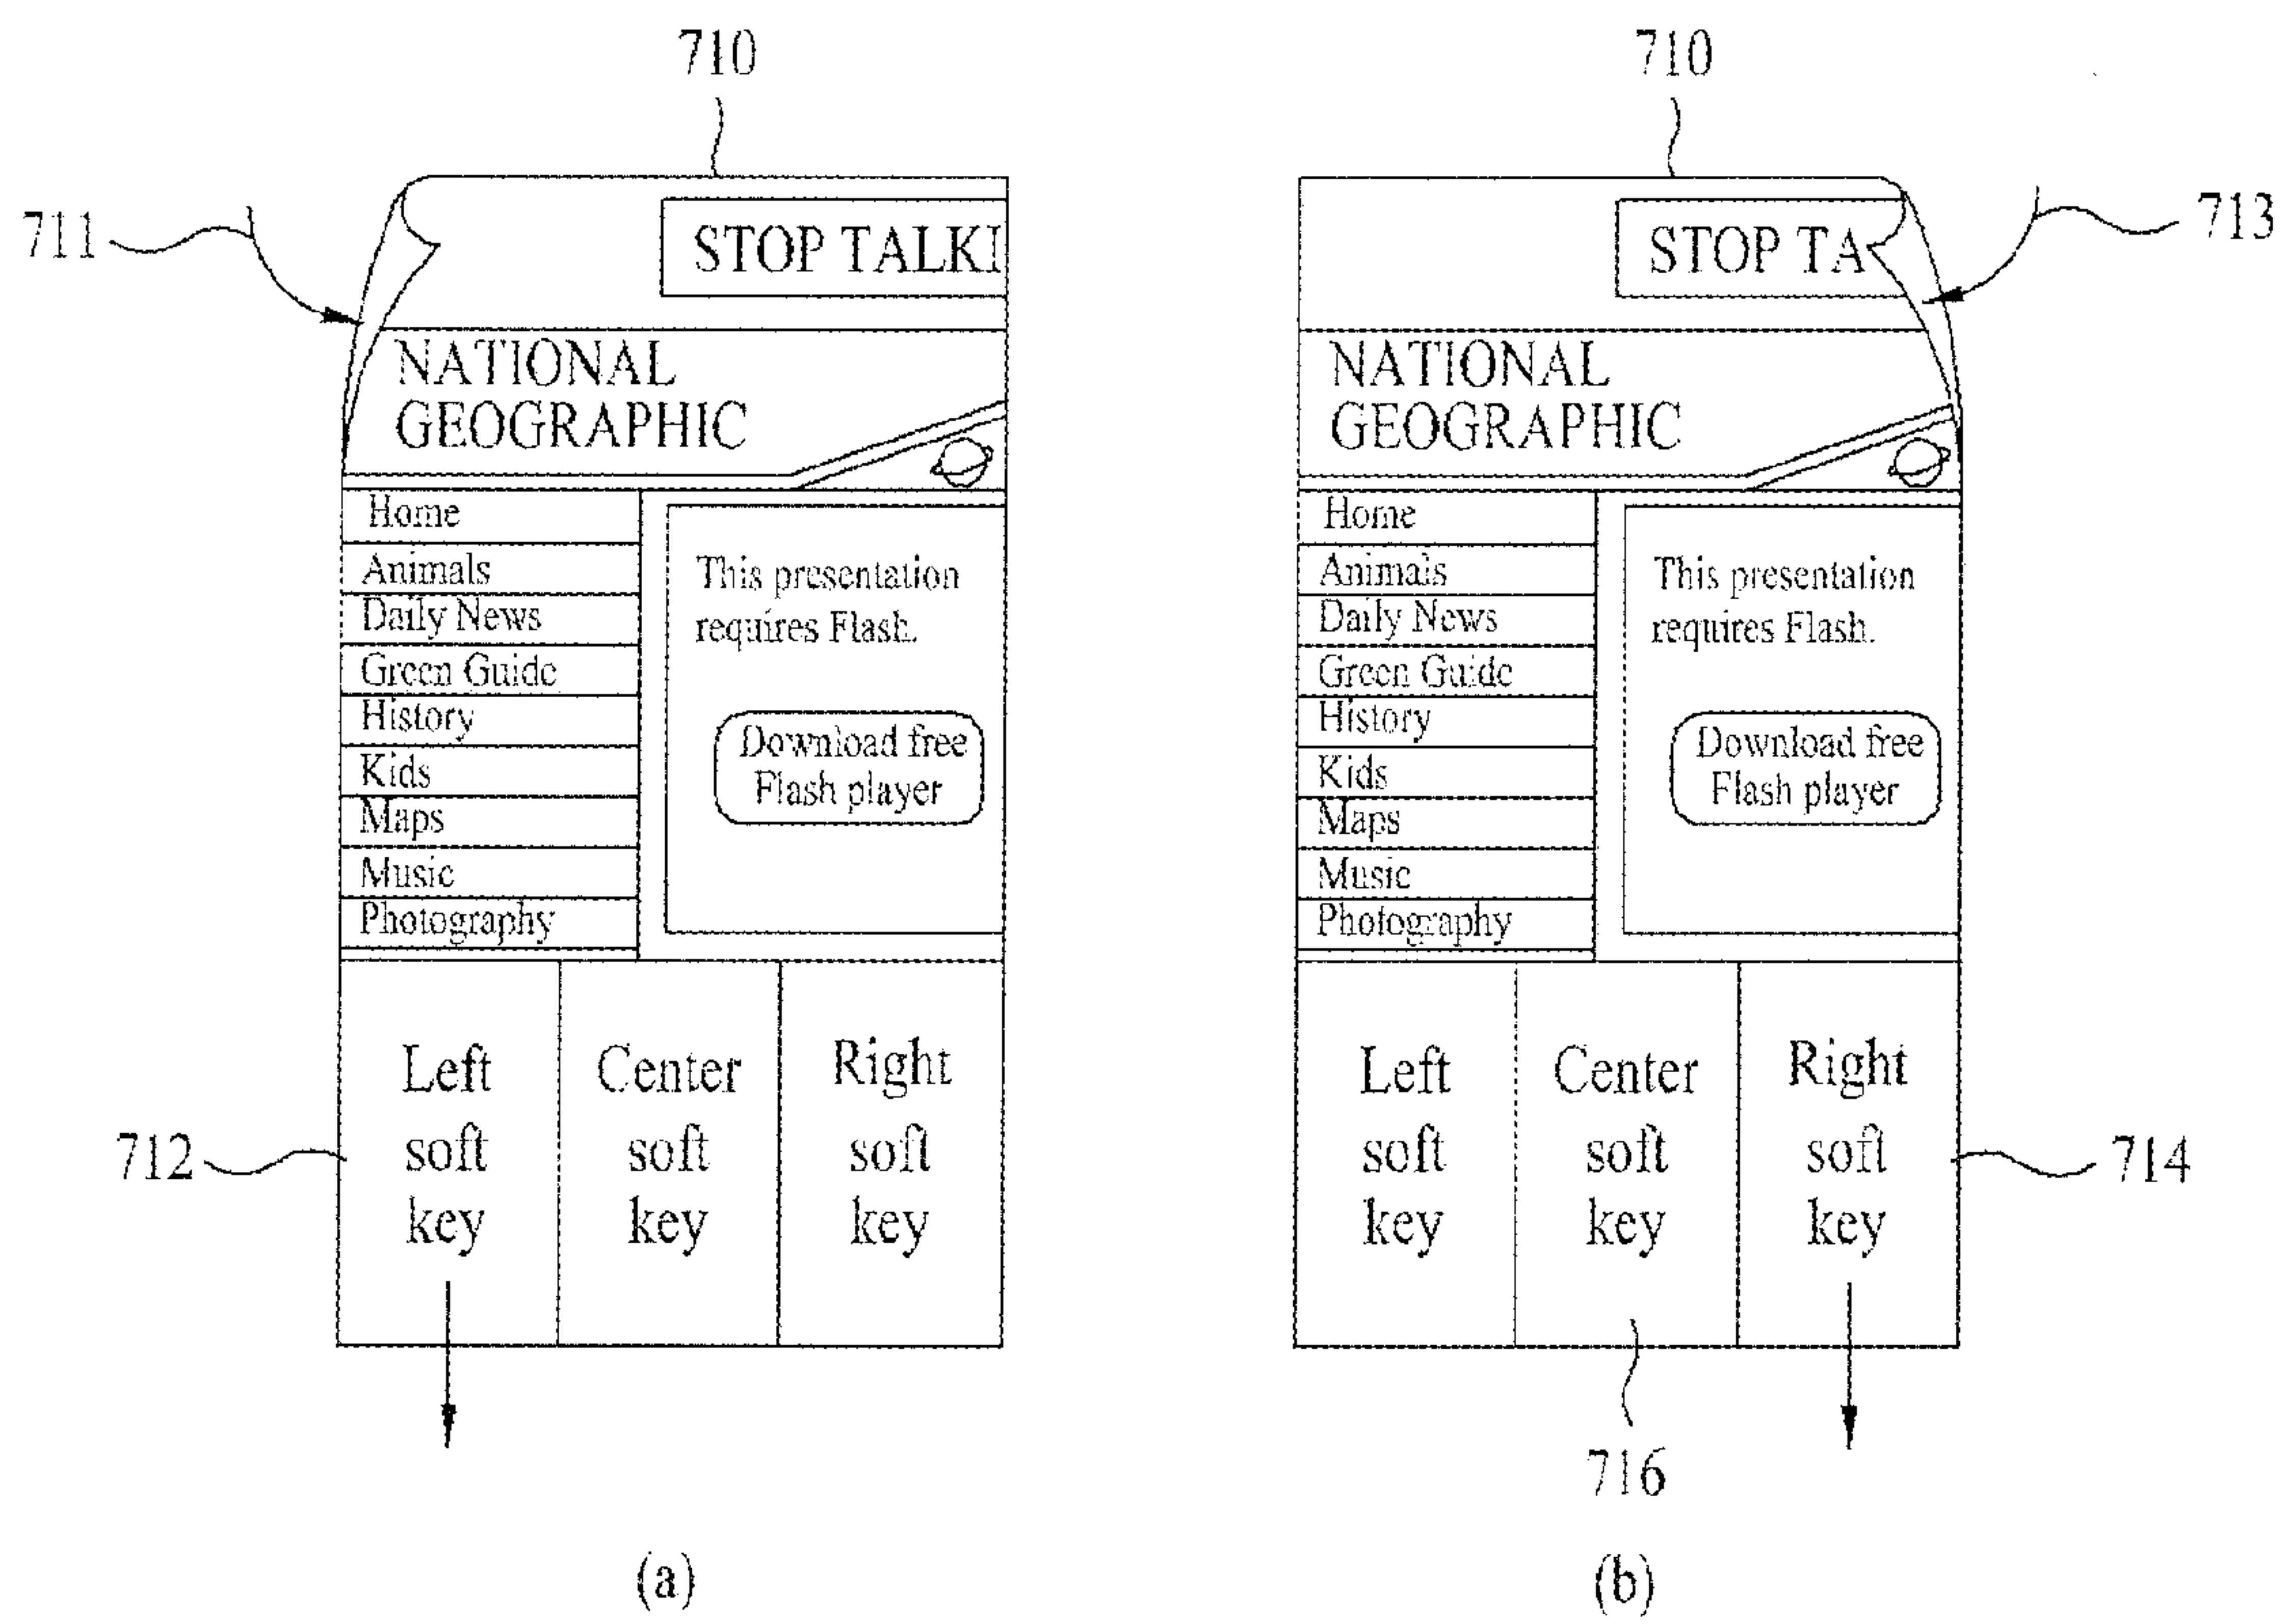 710
711
STOP TALKI
NATIONAL
GEOGRAPHIC
Home
Animals
Daily News
Green Guide
History
Kids
Maps
Music
Photography
This presentation
requires Flash.
Download free
Flash player
712
Left
soft
key
Center
soft
key
Right
soft
key
(a)
710
713
STOP TA
NATIONAL
GEOGRAPHIC
Home
Animals
Daily News
Green Guide
History
Kids
Maps
Music
Photography
This presentation
requires Flash.
Download free
Flash player
Left
soft
key
Center
soft
key
Right
soft
key
714
716
(b)